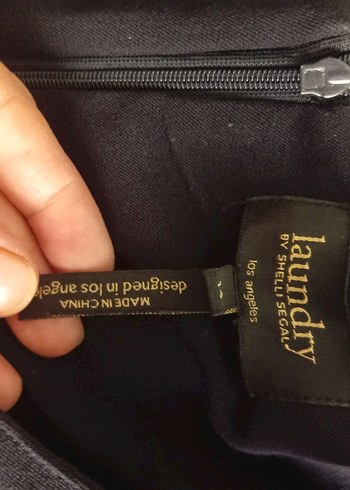 laundry
BY SHELLI SEGAL
los angeles
designed in los angeles
MADE IN CHINA